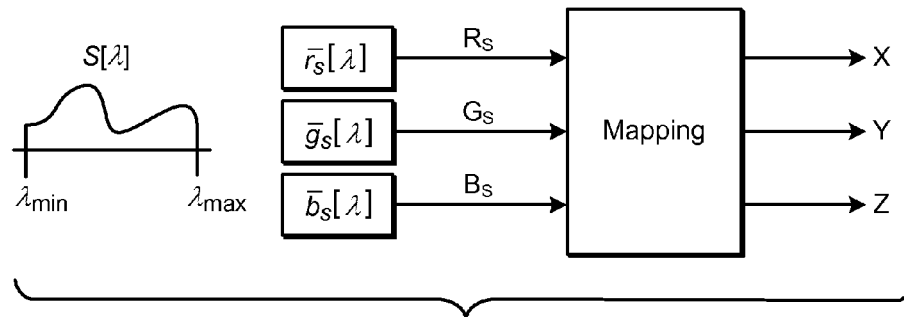 S[λ]
λmin
λmax
r̄s[λ]
ḡs[λ]
b̄s[λ]
RS
GS
BS
Mapping
X
Y
Z